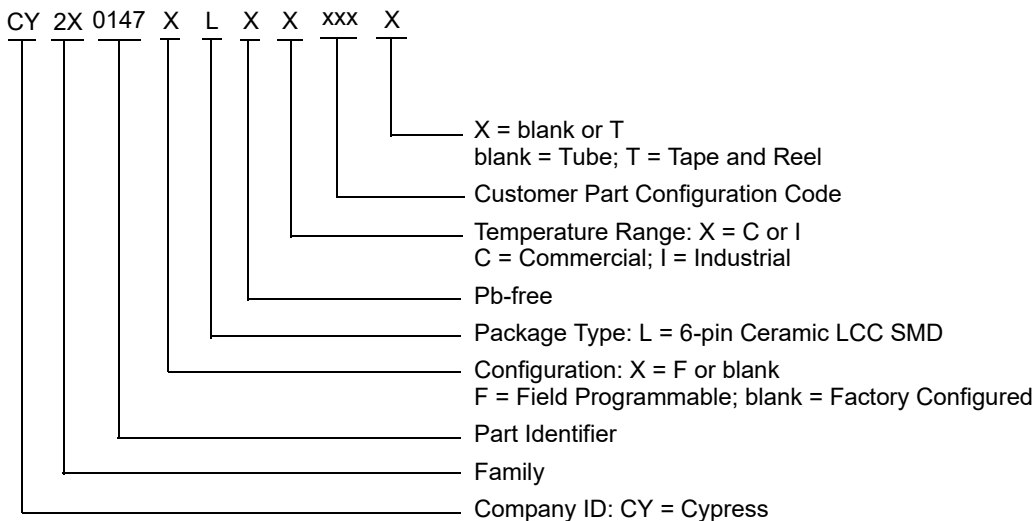 CY 2X 0147 X L X X xxx X
X = blank or T
blank = Tube; T = Tape and Reel
Customer Part Configuration Code
Temperature Range: X = C or I
C = Commercial; I = Industrial
Pb-free
Package Type: L = 6-pin Ceramic LCC SMD
Configuration: X = F or blank
F = Field Programmable; blank = Factory Configured
Part Identifier
Family
Company ID: CY = Cypress